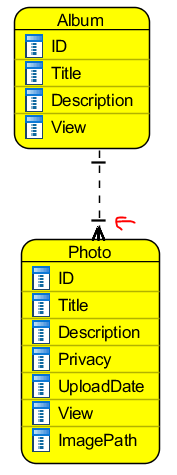 Album
ID
Title
Description
View
Photo
ID
Title
Description
Privacy
UploadDate
View
ImagePath